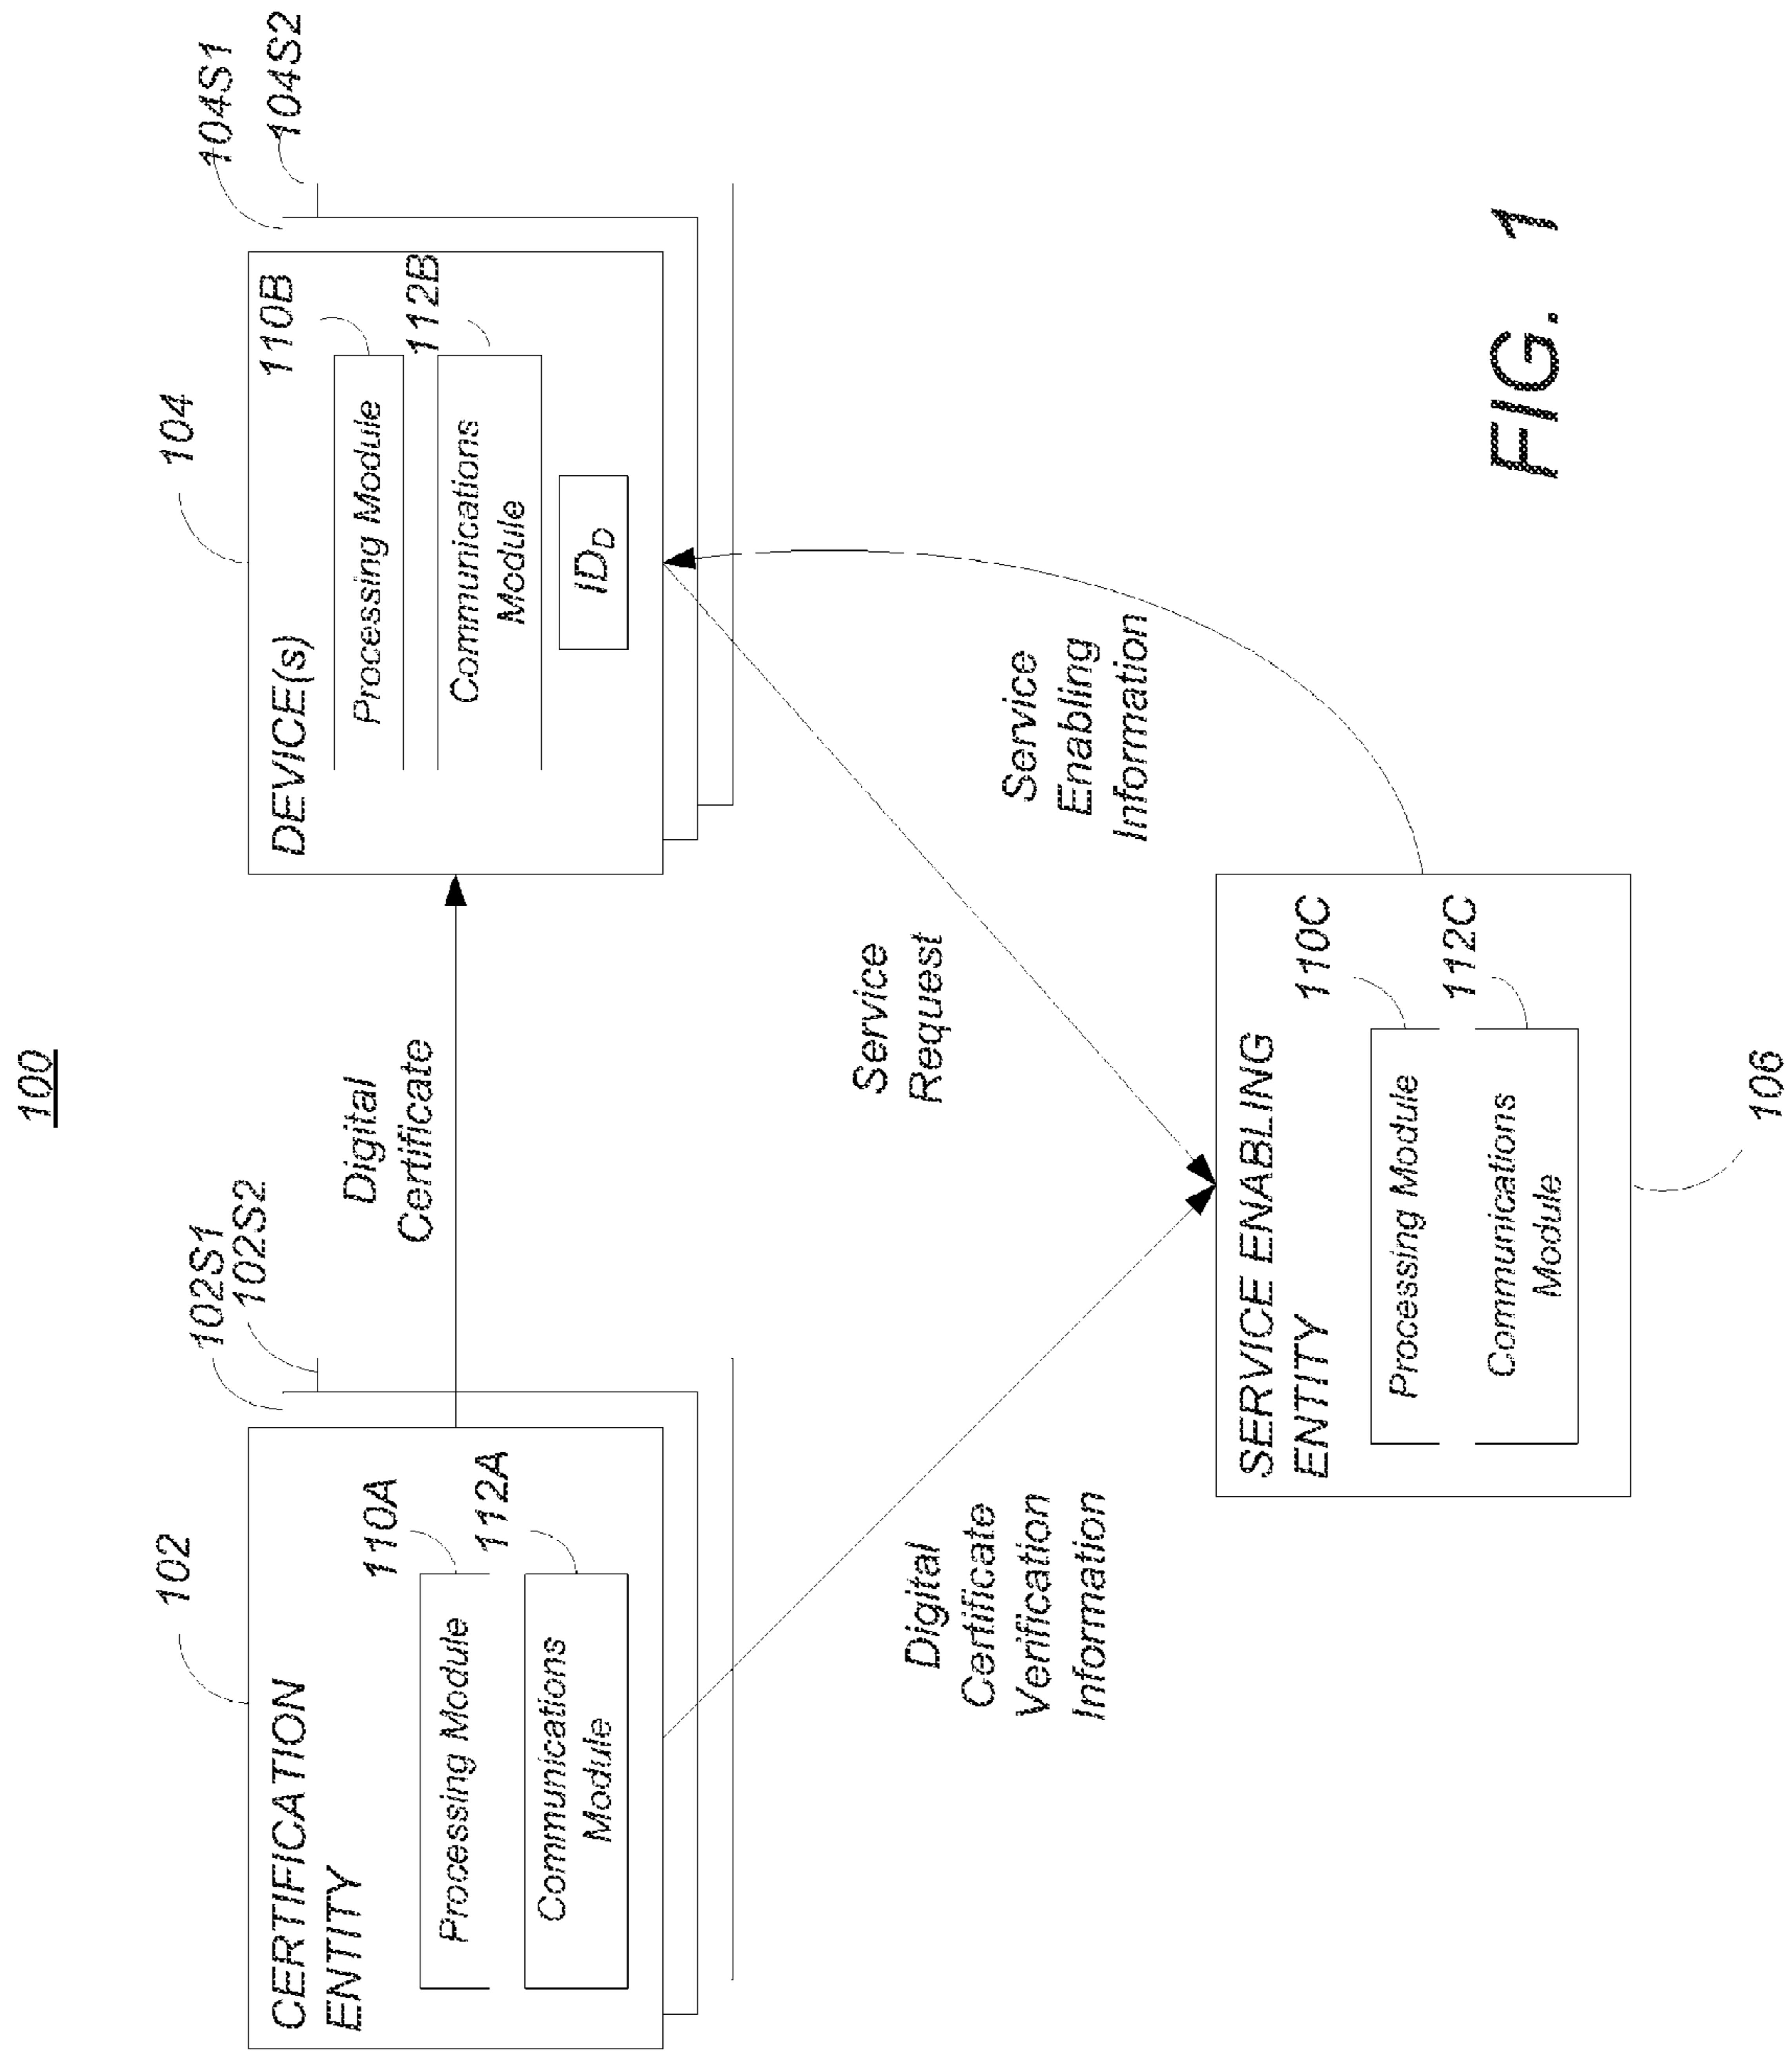 100
102
102S1
102S2
CERTIFICATION
ENTITY
110A
Processing Module
112A
Communications
Module
Digital
Certificate
104
104S1
104S2
DEVICE(s)
110B
Processing Module
112B
Communications
Module
IDD
Digital
Certificate
Verification
Information
Service
Request
Service
Enabling
Information
SERVICE ENABLING
ENTITY
110C
Processing Module
112C
Communications
Module
106
FIG. 1